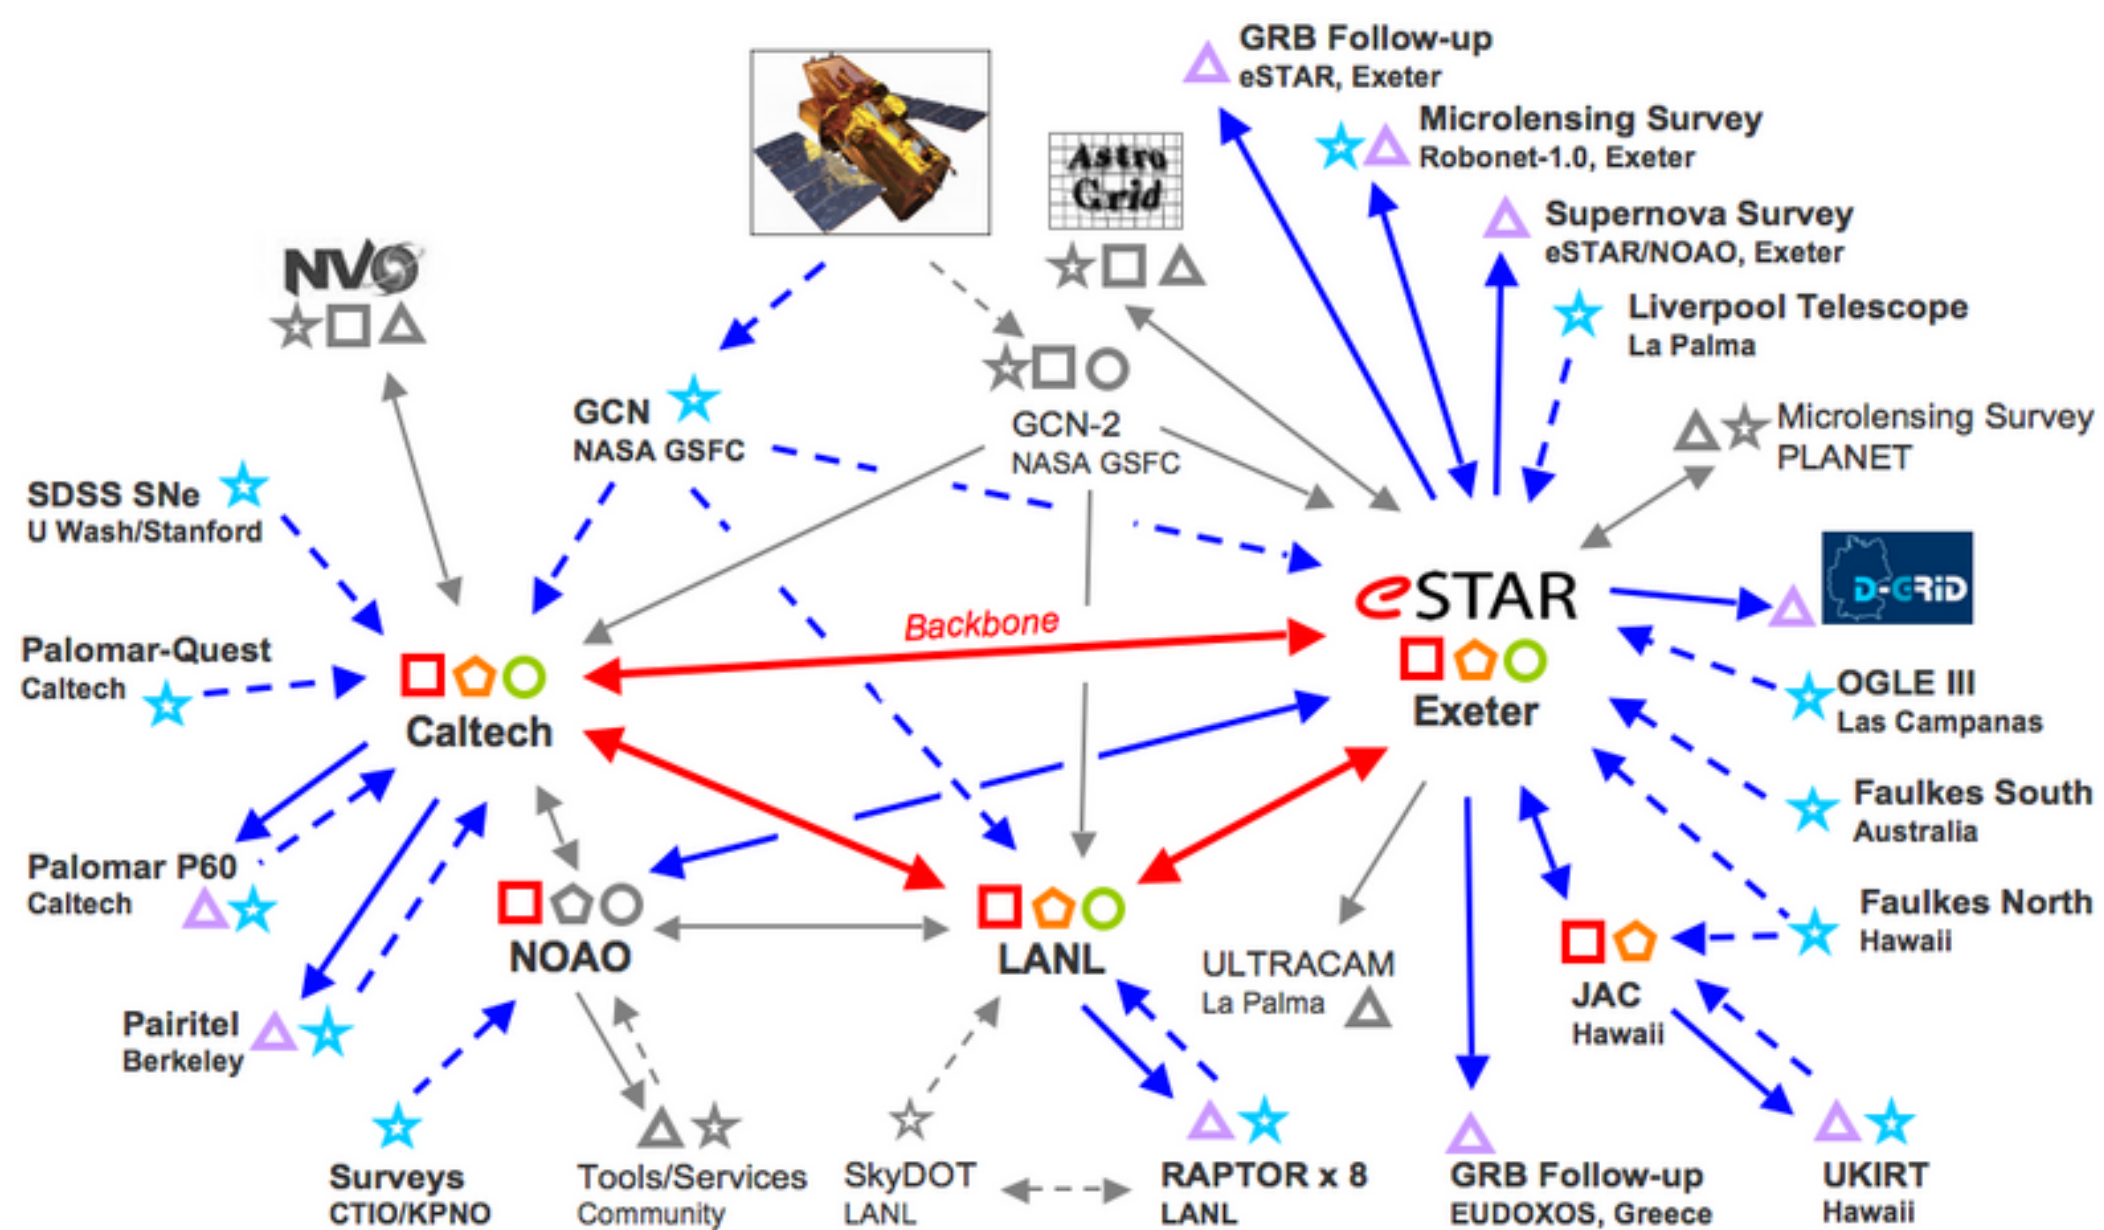 GRB Follow-up
eSTAR, Exeter
Microlensing Survey
Robonet-1.0, Exeter
Astro
Grid
Supernova Survey
eSTAR/NOAO, Exeter
NVO
Liverpool Telescope
La Palma
GCN
NASA GSFC
GCN-2
NASA GSFC
Microlensing Survey
PLANET
SDSS SNe
U Wash/Stanford
eSTAR
D-GRiD
Backbone
Palomar-Quest
Caltech
Caltech
Exeter
OGLE III
Las Campanas
Faulkes South
Australia
Palomar P60
Caltech
Faulkes North
Hawaii
NOAO
LANL
ULTRACAM
La Palma
JAC
Hawaii
Pairitel
Berkeley
Surveys
CTIO/KPNO
Tools/Services
Community
SkyDOT
LANL
RAPTOR x 8
LANL
GRB Follow-up
EUDOXOS, Greece
UKIRT
Hawaii